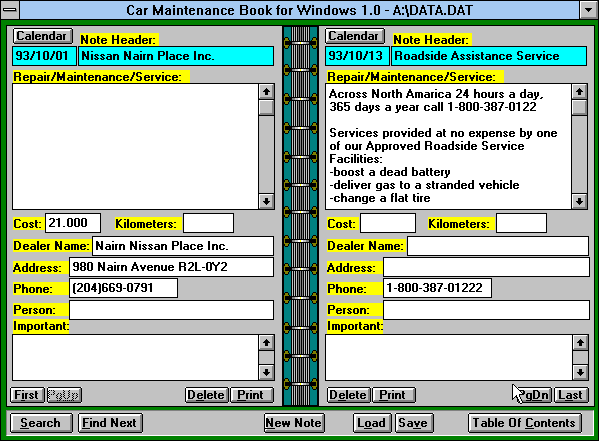 Car Maintenance Book for Windows 1.0 - A:\DATA.DAT
Calendar
Note Header:
93/10/01
Nissan Nairn Place Inc.
Repair/Maintenance/Service:
Cost:
21.000
Kilometers:
Dealer Name:
Nairn Nissan Place Inc.
Address:
980 Nairn Avenue R2L-0Y2
Phone:
(204)669-0791
Person:
Important:
First
PgUp
Delete
Print
Calendar
Note Header:
93/10/13
Roadside Assistance Service
Repair/Maintenance/Service:
Across North Amarica 24 hours a day,
365 days a year call 1-800-387-0122
Services provided at no expense by one
of our Approved Roadside Service
Facilities:
-boost a dead battery
-deliver gas to a stranded vehicle
-change a flat tire
Cost:
Kilometers:
Dealer Name:
Address:
Phone:
1-800-387-01222
Person:
Important:
Delete
Print
PgDn
Last
Search
Find Next
New Note
Load
Save
Table Of Contents